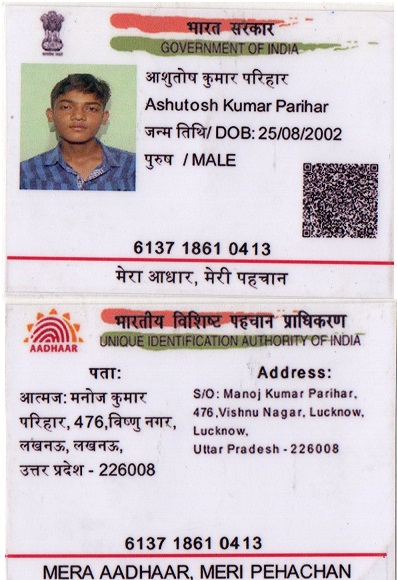 भारत सरकार
GOVERNMENT OF INDIA
आशुतोष कुमार परिहार
Ashutosh Kumar Parihar
जन्म तिथि/ DOB: 25/08/2002
पुरुष / MALE
6137 1861 0413
मेरा आधार, मेरी पहचान
भारतीय विशिष्ट पहचान प्राधिकरण
UNIQUE IDENTIFICATION AUTHORITY OF INDIA
AADHAAR
पता:
आत्मज: मनोज कुमार
परिहार, 476,विष्णु नगर,
लखनऊ, लखनऊ,
उत्तर प्रदेश - 226008
Address:
S/O: Manoj Kumar Parihar,
476,Vishnu Nagar, Lucknow,
Lucknow,
Uttar Pradesh - 226008
6137 1861 0413
MERA AADHAAR, MERI PEHACHAN